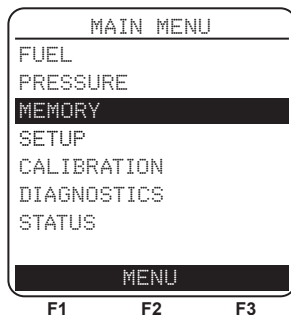 MAIN MENU
FUEL
PRESSURE
MEMORY
SETUP
CALIBRATION
DIAGNOSTICS
STATUS
MENU
F1 F2 F3